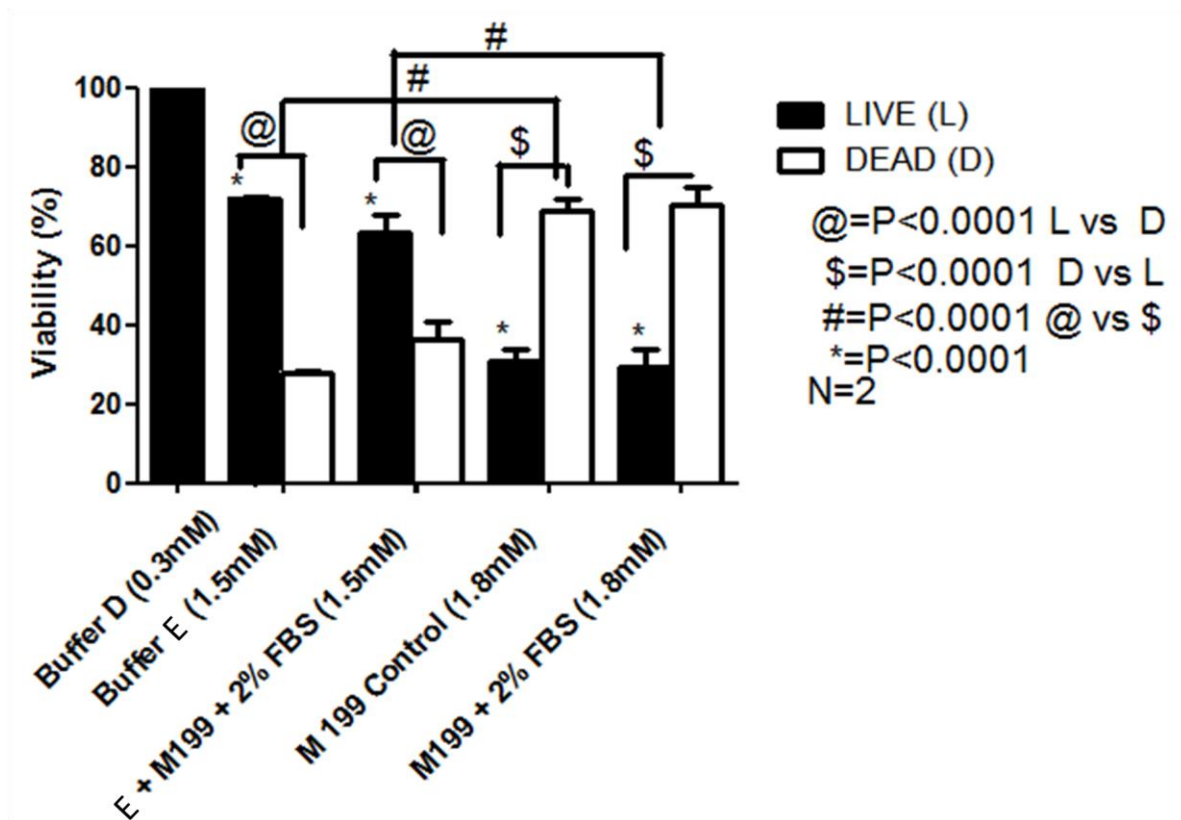 #
#
@
@
$
$
*
*
*
*
Viability (%)
100
80
60
40
20
0
Buffer D (0.3mM)
Buffer E (1.5mM)
E + M199 + 2% FBS (1.5mM)
M 199 Control (1.8mM)
M199 + 2% FBS (1.8mM)
LIVE (L)
DEAD (D)
@=P<0.0001 L vs D
$=P<0.0001 D vs L
#=P<0.0001 @ vs $
*=P<0.0001
N=2